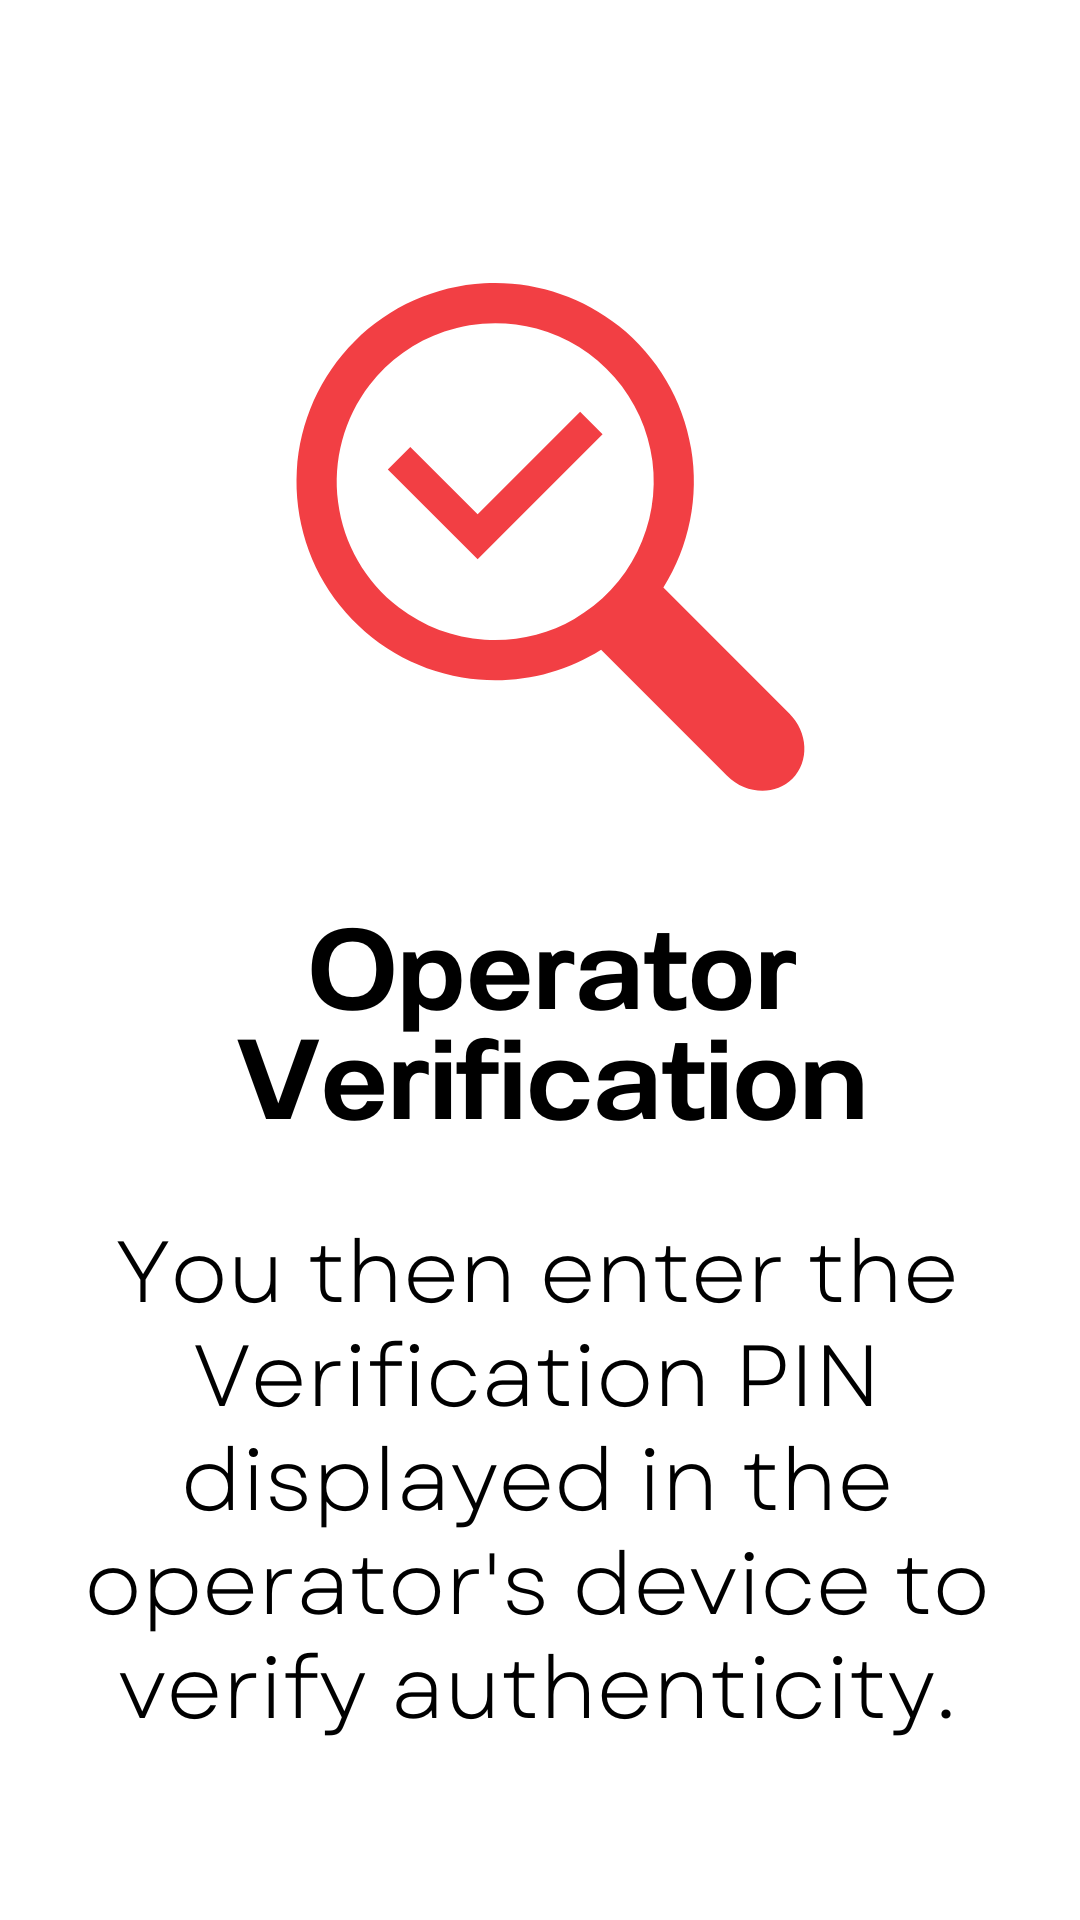 Operator
Verification
You then enter the
Verification PIN
displayed in the
operator's device to
verify authenticity.